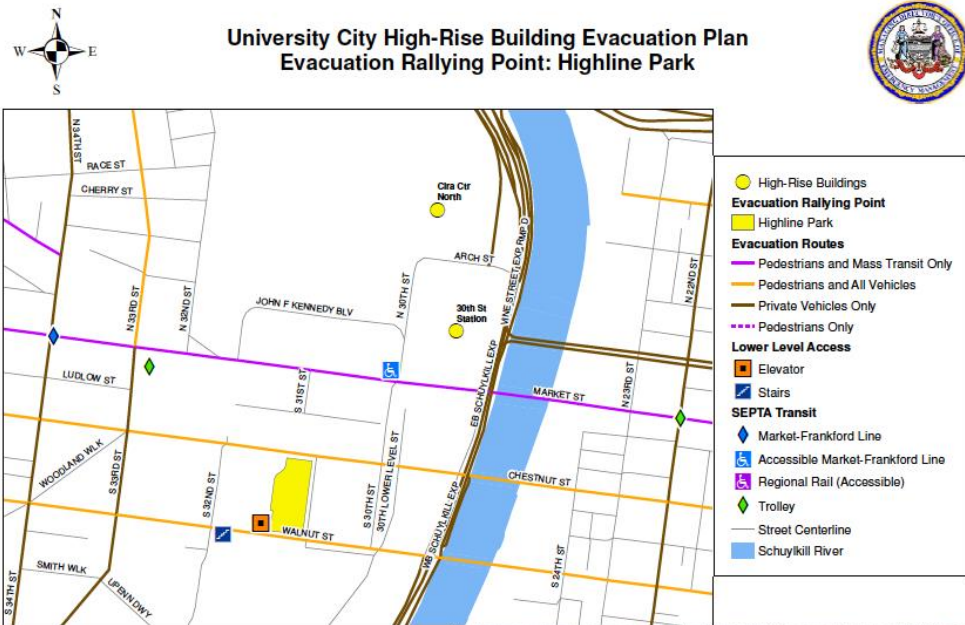 N
W
E
S
University City High-Rise Building Evacuation Plan
Evacuation Rallying Point: Highline Park
N 34TH ST
RACE ST
CHERRY ST
N 33RD ST
N 32ND ST
JOHN F KENNEDY BLV
Cira Ctr
North
ARCH ST
N 30TH ST
30th St
Station
VINE STREET EXP RMP D
N 22ND ST
LUDLOW ST
S 31ST ST
EB SCHUYLKILL EXP
MARKET ST
N 23RD ST
WOODLAND WLK
S 33RD ST
S 32ND ST
WALNUT ST
S 30TH ST
30TH LOWER LEVEL ST
WB SCHUYLKILL EXP
CHESTNUT ST
S 24TH ST
S 34TH ST
SMITH WLK
UPENN DWY
High-Rise Buildings
Evacuation Rallying Point
Highline Park
Evacuation Routes
Pedestrians and Mass Transit Only
Pedestrians and All Vehicles
Private Vehicles Only
Pedestrians Only
Lower Level Access
Elevator
Stairs
SEPTA Transit
Market-Frankford Line
Accessible Market-Frankford Line
Regional Rail (Accessible)
Trolley
Street Centerline
Schuylkill River